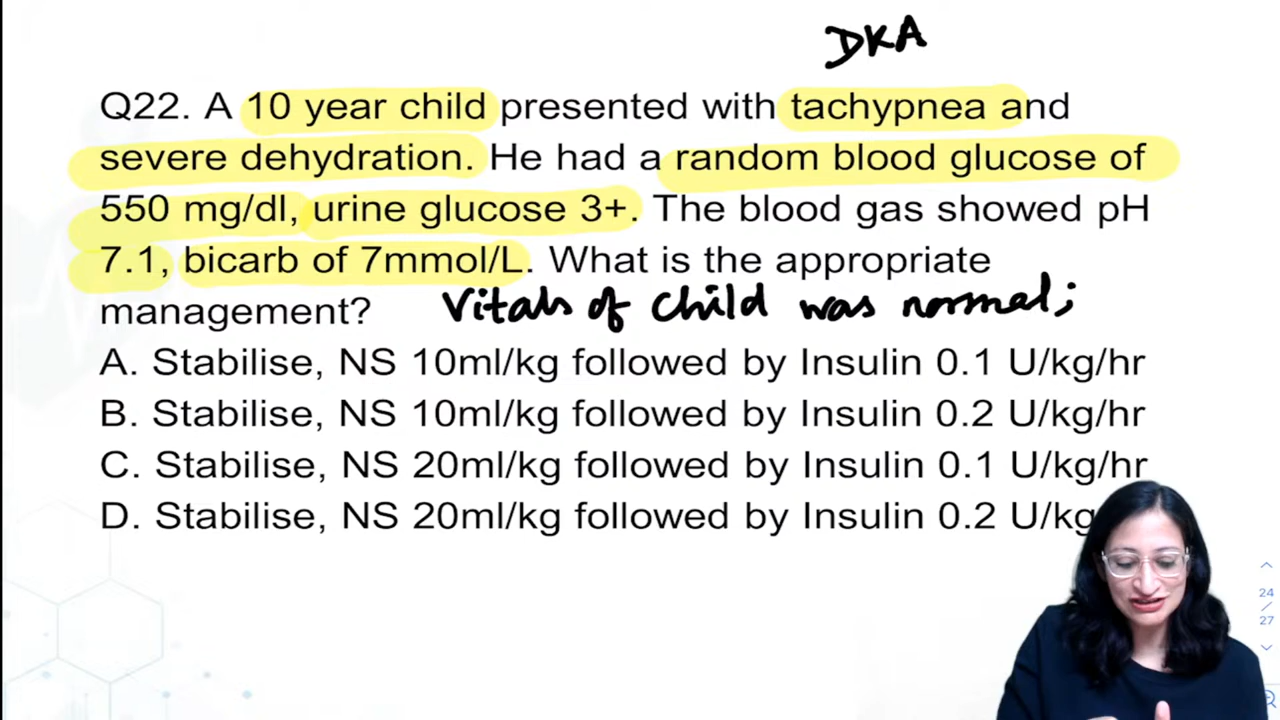 DKA
Q22. A 10 year child presented with tachypnea and
severe dehydration. He had a random blood glucose of
550 mg/dl, urine glucose 3+. The blood gas showed pH
7.1, bicarb of 7mmol/L. What is the appropriate
management? Vitals of child was normal;
A. Stabilise, NS 10ml/kg followed by Insulin 0.1 U/kg/hr
B. Stabilise, NS 10ml/kg followed by Insulin 0.2 U/kg/hr
C. Stabilise, NS 20ml/kg followed by Insulin 0.1 U/kg/hr
D. Stabilise, NS 20ml/kg followed by Insulin 0.2 U/kg
24
/
27